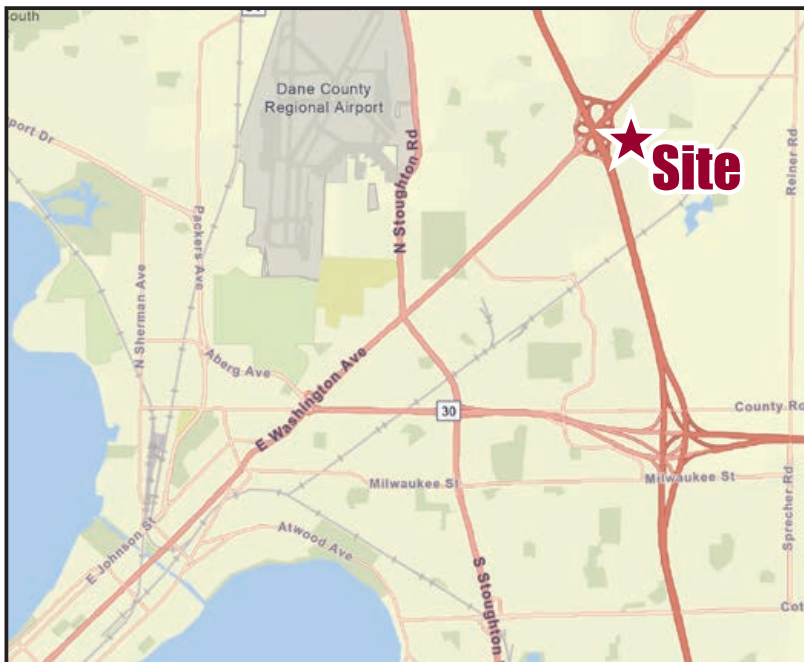 outh
Dane County
Regional Airport
port Dr
N Stoughton Rd
Site
Reiner Rd
Packers Ave
N Sherman Ave
Aberg Ave
E Washington Ave
30
County Ro
Milwaukee St
Milwaukee St
Sprecher Rd
E Johnson St
Atwood Ave
S Stoughton
Cot